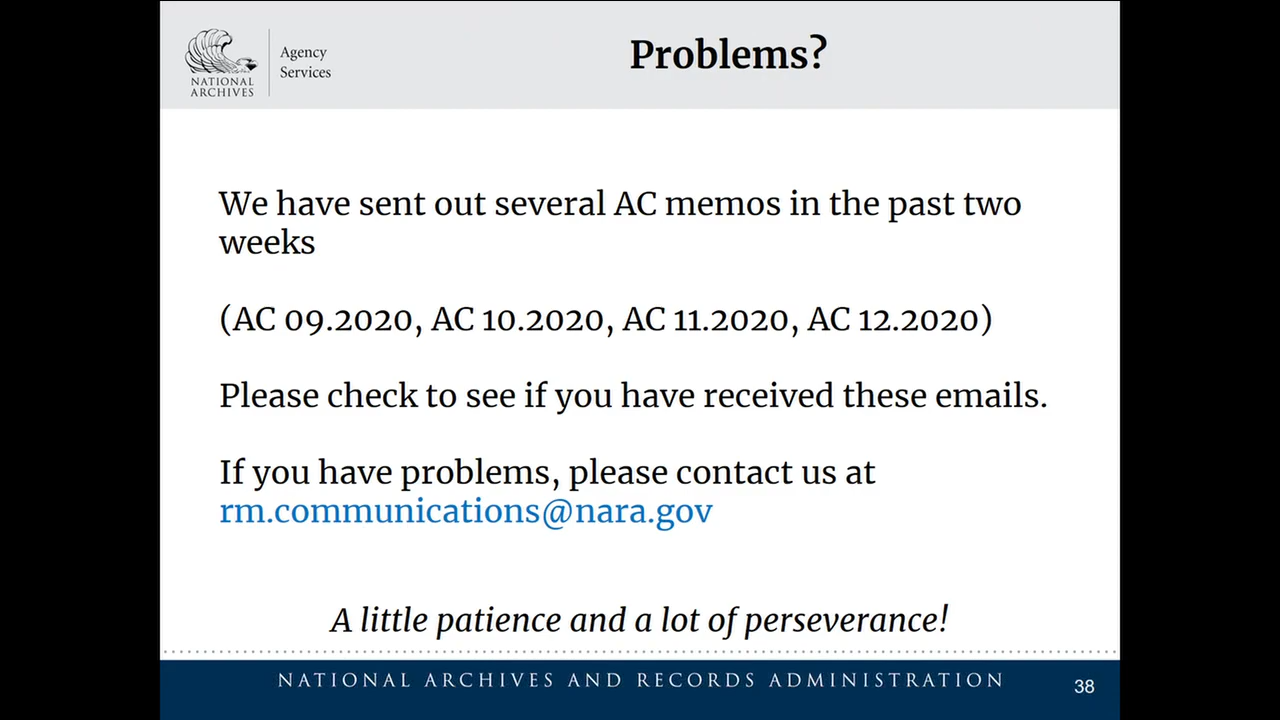 NATIONAL
ARCHIVES
Agency
Services
Problems?
We have sent out several AC memos in the past two
weeks
(AC 09.2020, AC 10.2020, AC 11.2020, AC 12.2020)
Please check to see if you have received these emails.
If you have problems, please contact us at
rm.communications@nara.gov
A little patience and a lot of perseverance!
NATIONAL ARCHIVES AND RECORDS ADMINISTRATION
38